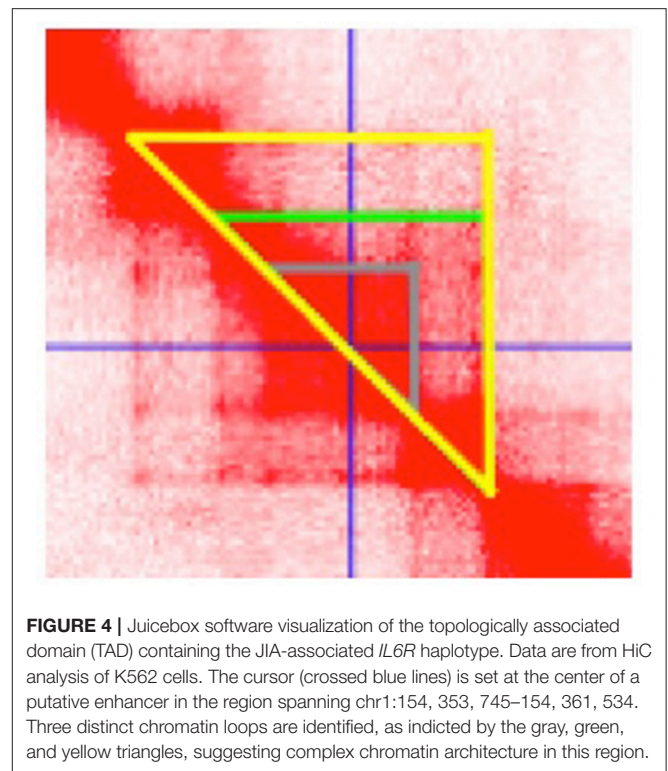 FIGURE 4 | Juicebox software visualization of the topologically associated
domain (TAD) containing the JIA-associated IL6R haplotype. Data are from HiC
analysis of K562 cells. The cursor (crossed blue lines) is set at the center of a
putative enhancer in the region spanning chr1:154, 353, 745–154, 361, 534.
Three distinct chromatin loops are identified, as indicted by the gray, green,
and yellow triangles, suggesting complex chromatin architecture in this region.